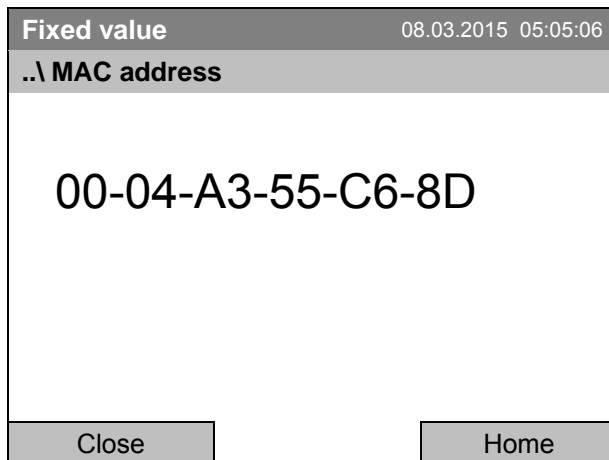 Fixed value 08.03.2015 05:05:06
..\ MAC address
00-04-A3-55-C6-8D
Close Home